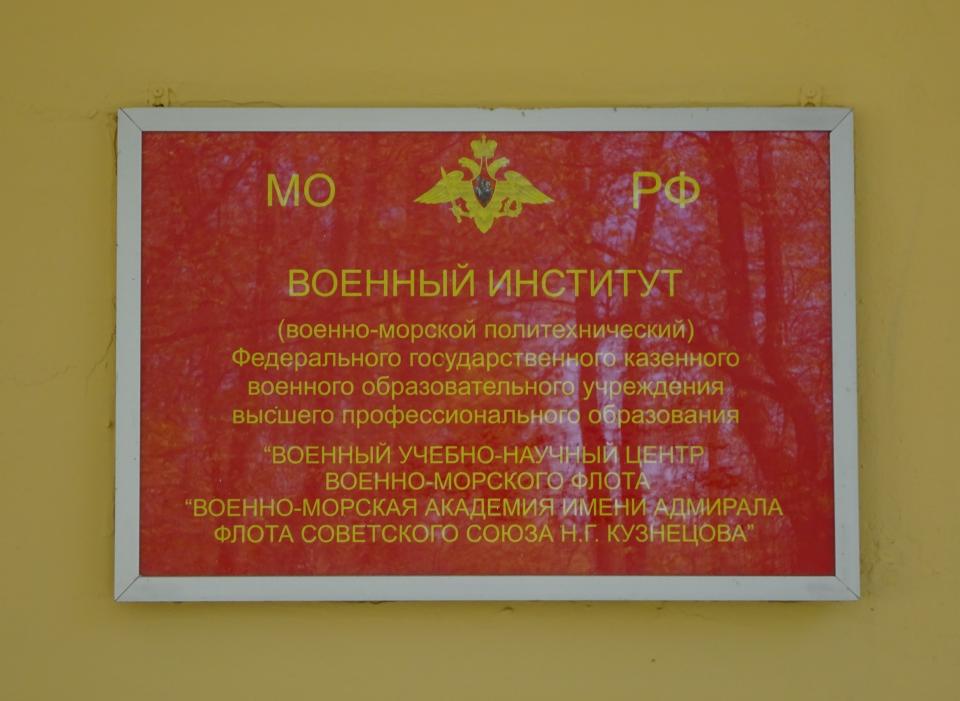 МО РФ
ВОЕННЫЙ ИНСТИТУТ
(военно-морской политехнический)
Федерального государственного казенного
военного образовательного учреждения
высшего профессионального образования
“ВОЕННЫЙ УЧЕБНО-НАУЧНЫЙ ЦЕНТР
ВОЕННО-МОРСКОГО ФЛОТА
“ВОЕННО-МОРСКАЯ АКАДЕМИЯ ИМЕНИ АДМИРАЛА
ФЛОТА СОВЕТСКОГО СОЮЗА Н.Г. КУЗНЕЦОВА”